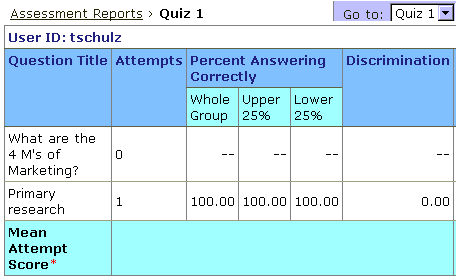 Assessment Reports › Quiz 1 Go to: Quiz 1
User ID: tschulz
Question Title Attempts Percent Answering Correctly Discrimination
Whole Group Upper 25% Lower 25%
What are the 4 M's of Marketing? 0 -- -- -- --
Primary research 1 100.00 100.00 100.00 0.00
Mean Attempt Score*